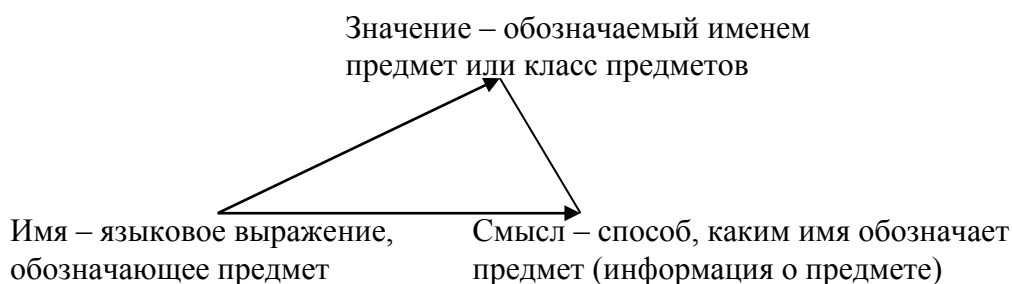 Значение – обозначаемый именем
предмет или класс предметов
Имя – языковое выражение,
обозначающее предмет
Смысл – способ, каким имя обозначает
предмет (информация о предмете)